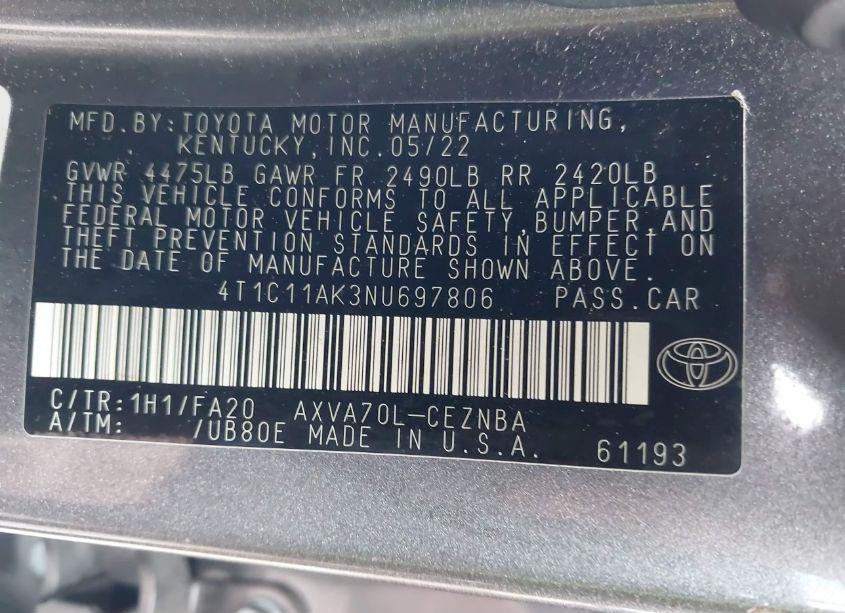 MFD.BY:TOYOTA MOTOR MANUFACTURING,
KENTUCKY,INC.05/22
GVWR 4475LB GAWR FR 2490LB RR 2420LB
THIS VEHICLE CONFORMS TO ALL APPLICABLE
FEDERAL MOTOR VEHICLE SAFETY,BUMPER,AND
THEFT PREVENTION STANDARDS IN EFFECT ON
THE DATE OF MANUFACTURE SHOWN ABOVE.
4T1C11AK3NU697806 PASS.CAR
C/TR:1H1/FA20 AXVA70L-CEZNBA
A/TM: /UB80E MADE IN U.S.A. 61193